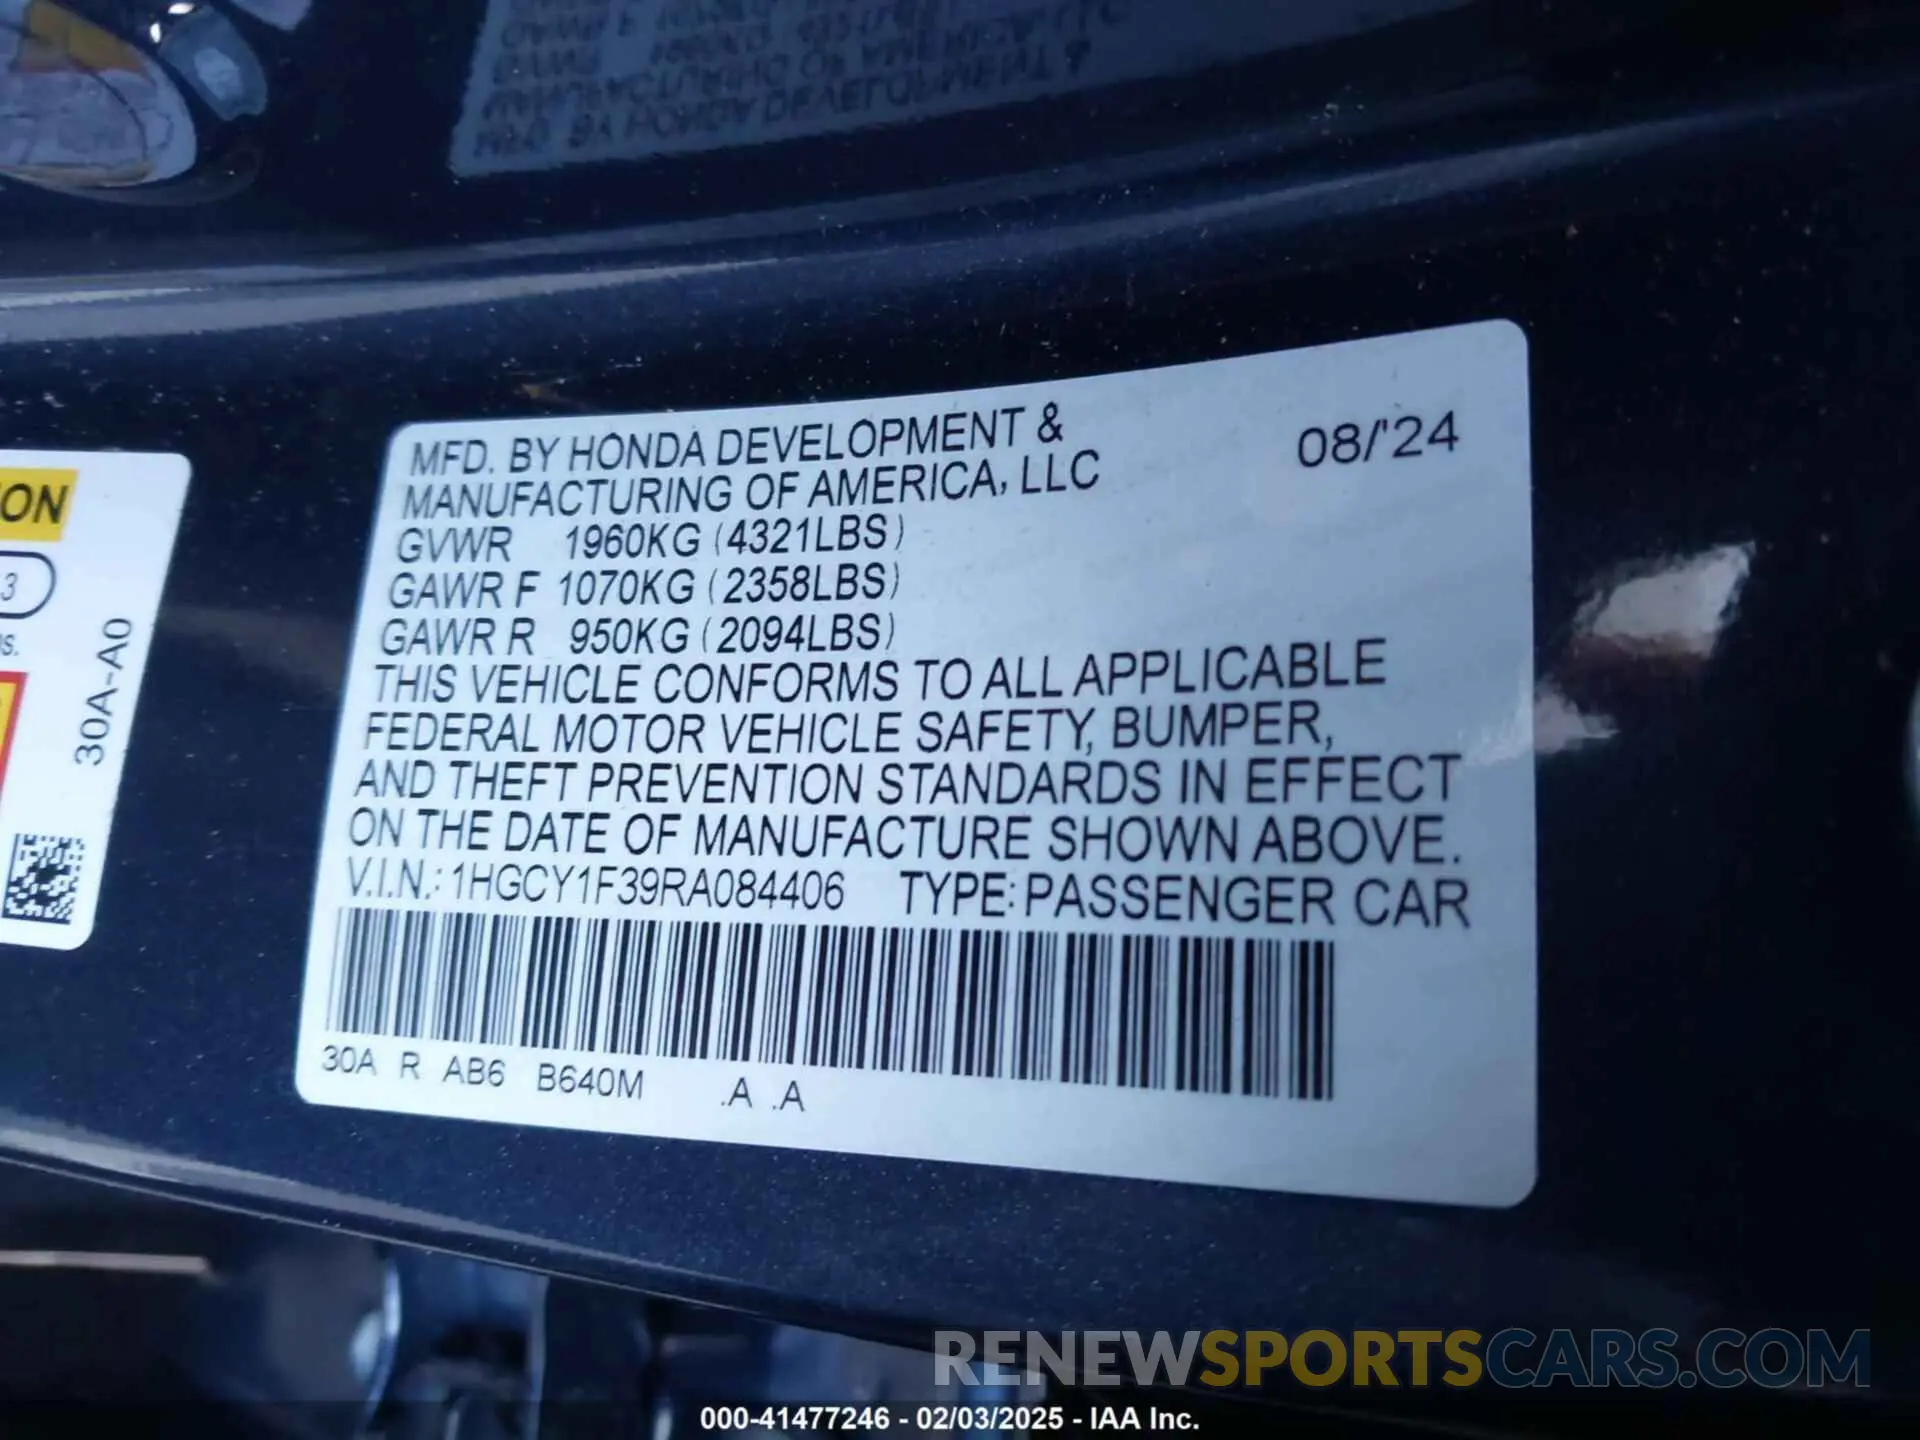 MFD. BY HONDA DEVELOPMENT & 08/'24
MANUFACTURING OF AMERICA, LLC
GVWR 1960KG (4321LBS)
GAWR F 1070KG (2358LBS)
GAWR R 950KG (2094LBS)
THIS VEHICLE CONFORMS TO ALL APPLICABLE
FEDERAL MOTOR VEHICLE SAFETY, BUMPER,
AND THEFT PREVENTION STANDARDS IN EFFECT
ON THE DATE OF MANUFACTURE SHOWN ABOVE.
V.I.N.: 1HGCY1F39RA084406 TYPE: PASSENGER CAR
30A R AB6 B640M .A .A
ION
3
30A-A0
RENEWSPORTSCARS.COM
000-41477246 - 02/03/2025 - IAA Inc.